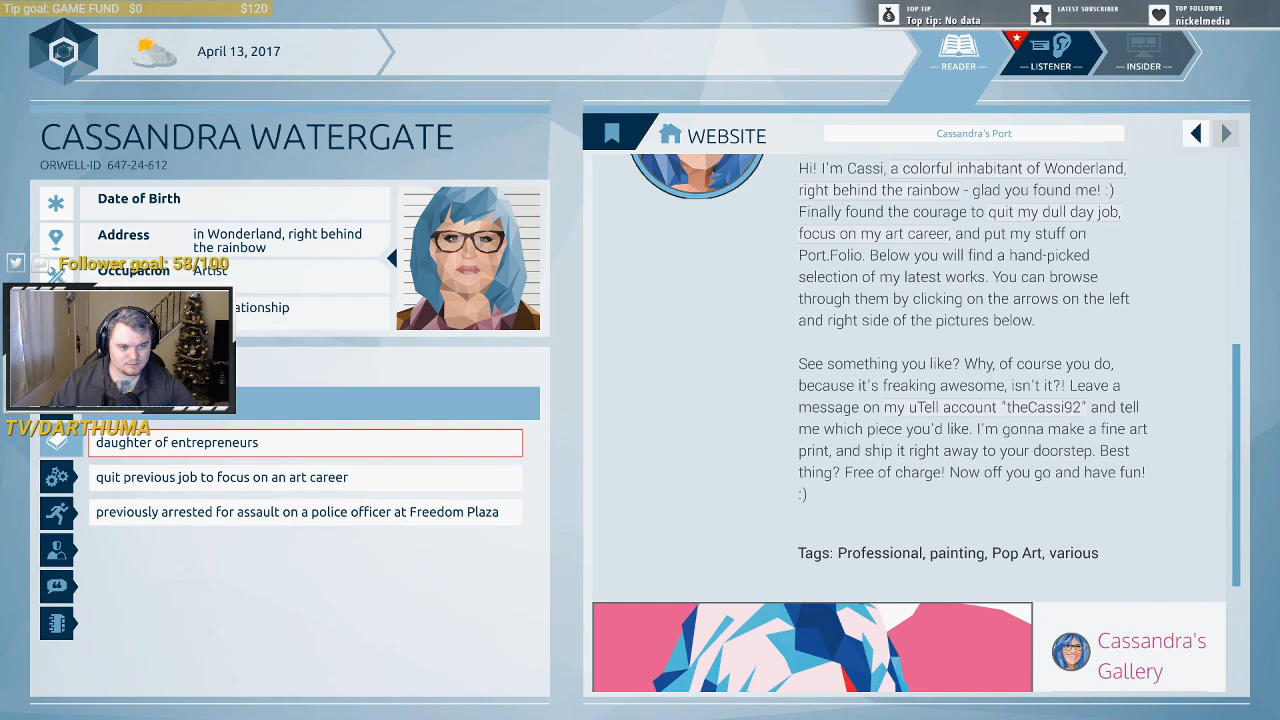 Tip goal: GAME FUND $0 $120
TOP TIP
Top tip: No data
LATEST SUBSCRIBER
TOP FOLLOWER
nickelmedia
April 13, 2017
READER
LISTENER
INSIDER
CASSANDRA WATERGATE
ORWELL-ID 647-24-612
Date of Birth
Address in Wonderland, right behind
the rainbow
Occupation Artist
ationship
Follower goal: 58/100
TV/DARTHUMA
daughter of entrepreneurs
quit previous job to focus on an art career
previously arrested for assault on a police officer at Freedom Plaza
WEBSITE
Cassandra's Port
Hi! I'm Cassi, a colorful inhabitant of Wonderland,
right behind the rainbow - glad you found me! :)
Finally found the courage to quit my dull day job,
focus on my art career, and put my stuff on
Port.Folio. Below you will find a hand-picked
selection of my latest works. You can browse
through them by clicking on the arrows on the left
and right side of the pictures below.
See something you like? Why, of course you do,
because it's freaking awesome, isn't it?! Leave a
message on my uTell account "theCassi92" and tell
me which piece you'd like. I'm gonna make a fine art
print, and ship it right away to your doorstep. Best
thing? Free of charge! Now off you go and have fun!
:)
Tags: Professional, painting, Pop Art, various
Cassandra's
Gallery